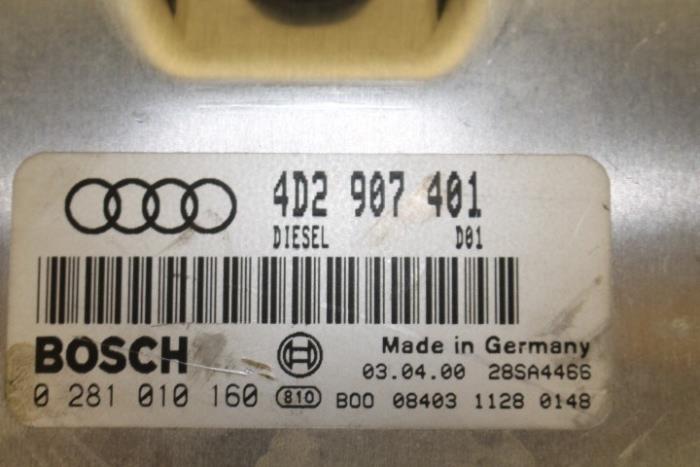 4D2 907 401
DIESEL D01
BOSCH
Made in Germany
03.04.00 28SA4466
0 281 010 160 810 B00 08403 1128 0148